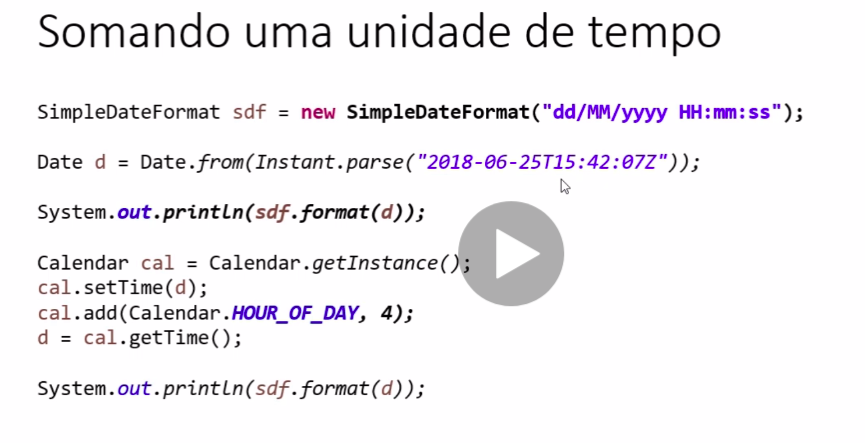 Somando uma unidade de tempo
SimpleDateFormat sdf = new SimpleDateFormat("dd/MM/yyyy HH:mm:ss");
Date d = Date.from(Instant.parse("2018-06-25T15:42:07Z"));
System.out.println(sdf.format(d));
Calendar cal = Calendar.getInstance();
cal.setTime(d);
cal.add(Calendar.HOUR_OF_DAY, 4);
d = cal.getTime();
System.out.println(sdf.format(d));